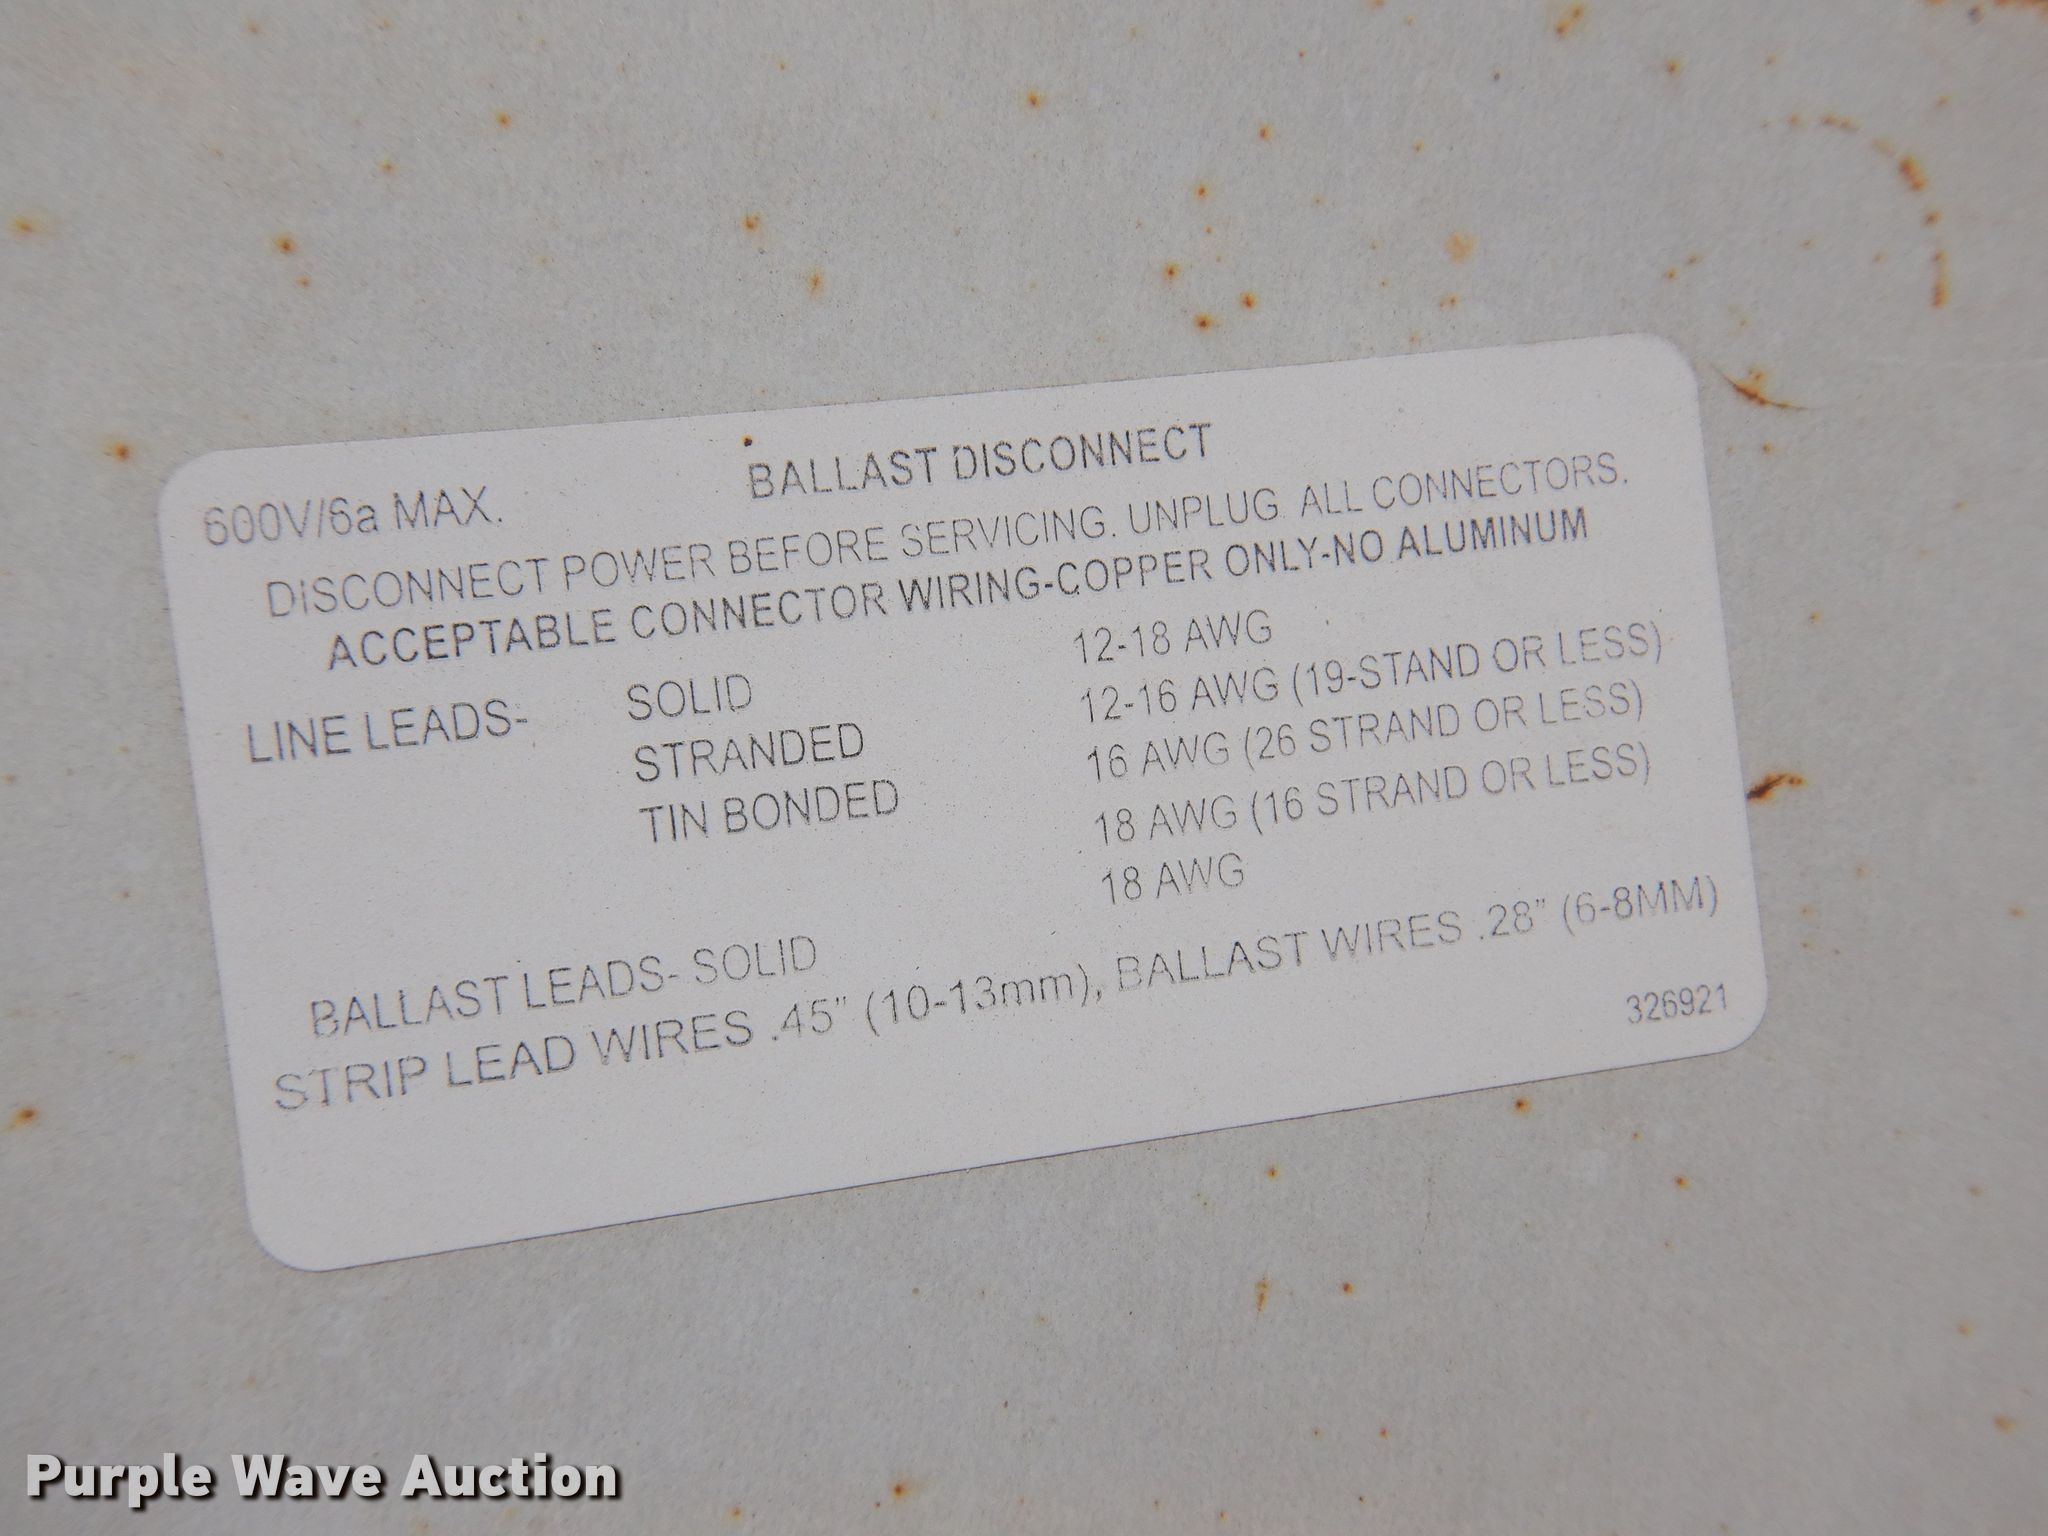 BALLAST DISCONNECT
600V/6a MAX.
DiSCONNECT POWER BEFORE SERVICING. UNPLUG ALL CONNECTORS.
ACCEPTABLE CONNECTOR WIRING-COPPER ONLY-NO ALUMINUM
LINE LEADS- SOLID 12-18 AWG
STRANDED 12-16 AWG (19-STAND OR LESS)
TIN BONDED 16 AWG (26 STRAND OR LESS)
18 AWG (16 STRAND OR LESS)
BALLAST LEADS- SOLID 18 AWG
STRIP LEAD WIRES .45" (10-13mm), BALLAST WIRES .28" (6-8MM)
326921
Purple Wave Auction